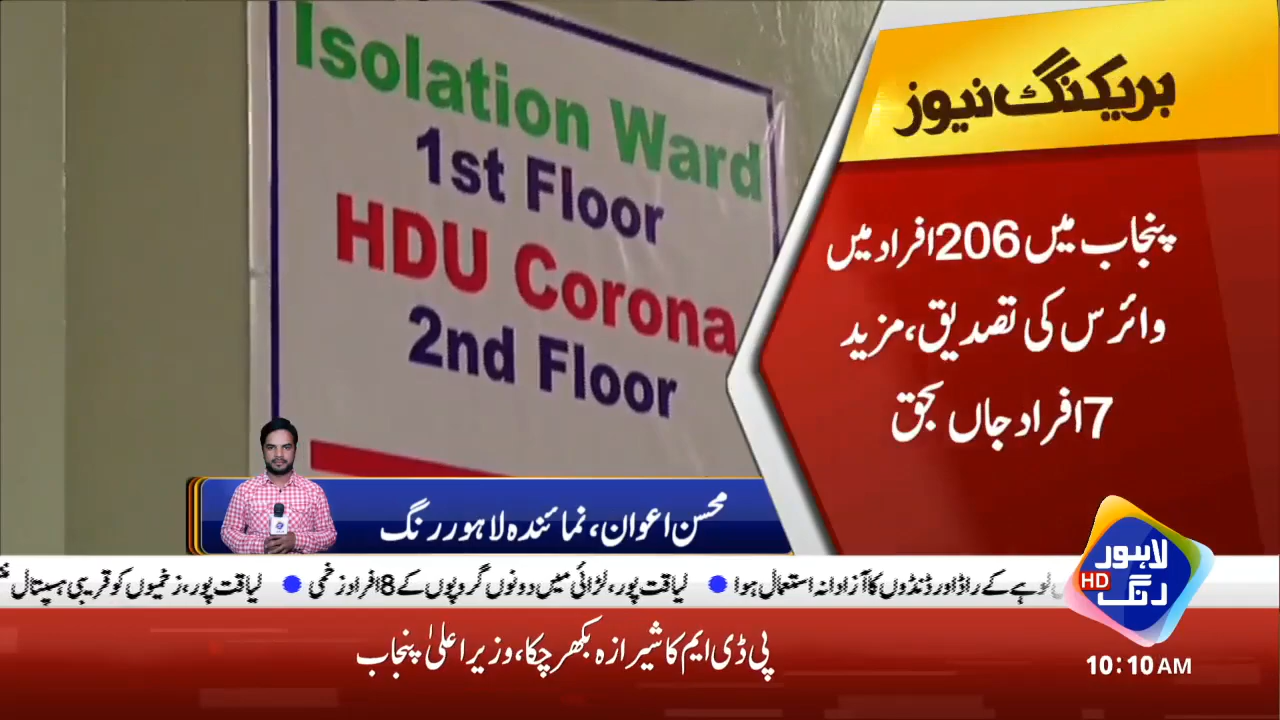 Isolation Ward
1st Floor
HDU Corona
2nd Floor
بریکنگ نیوز
پنجاب میں 206 افراد میں
وائرس کی تصدیق، مزید
7 افراد جاں بحق
محسن اعوان، نمائندہ لاہور رنگ
لوہے کے راڈ اور ڈنڈوں کا آزادانہ استعمال ہوا ● لیاقت پور، لڑائی میں دونوں گروپوں کے 8 افراد زخمی ● لیاقت پور، زخمیوں کو قریبی ہسپتال
پی ڈی ایم کا شیرازہ بکھر چکا، وزیراعلیٰ پنجاب
لاہور
رنگ
HD
10:10 AM